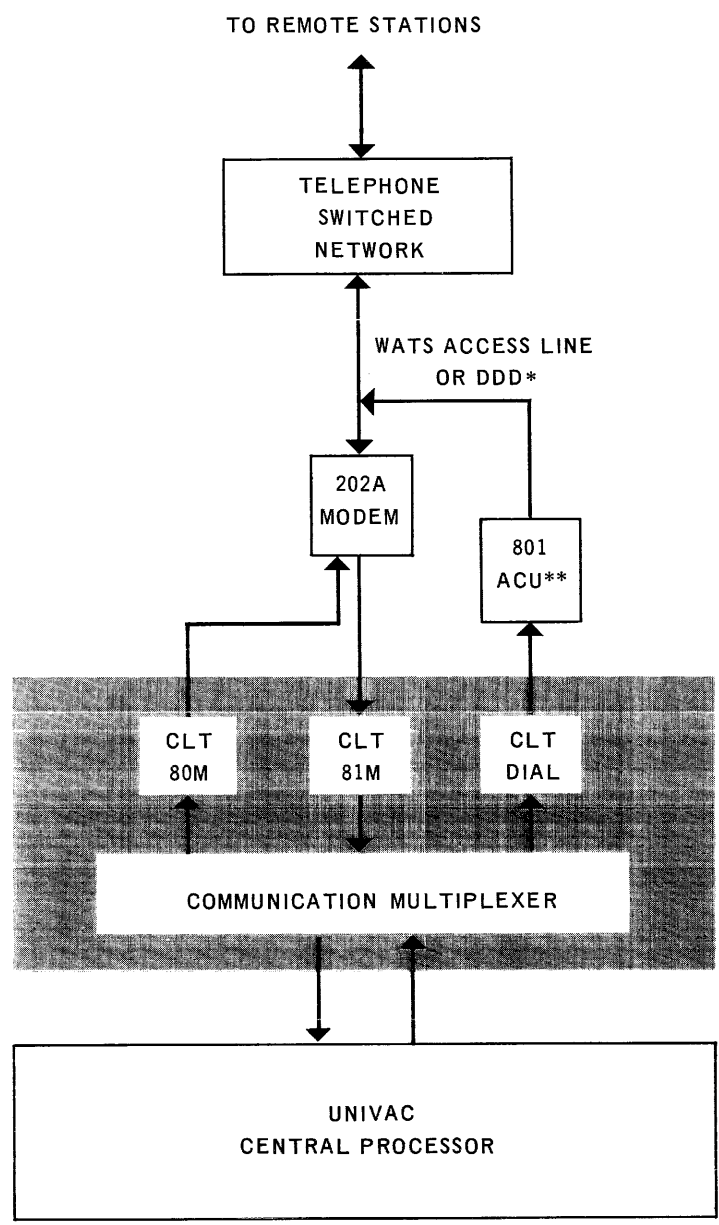 TO REMOTE STATIONS
TELEPHONE
SWITCHED
NETWORK
WATS ACCESS LINE
OR DDD*
202A
MODEM
801
ACU**
CLT
80M
CLT
81M
CLT
DIAL
COMMUNICATION MULTIPLEXER
UNIVAC
CENTRAL PROCESSOR